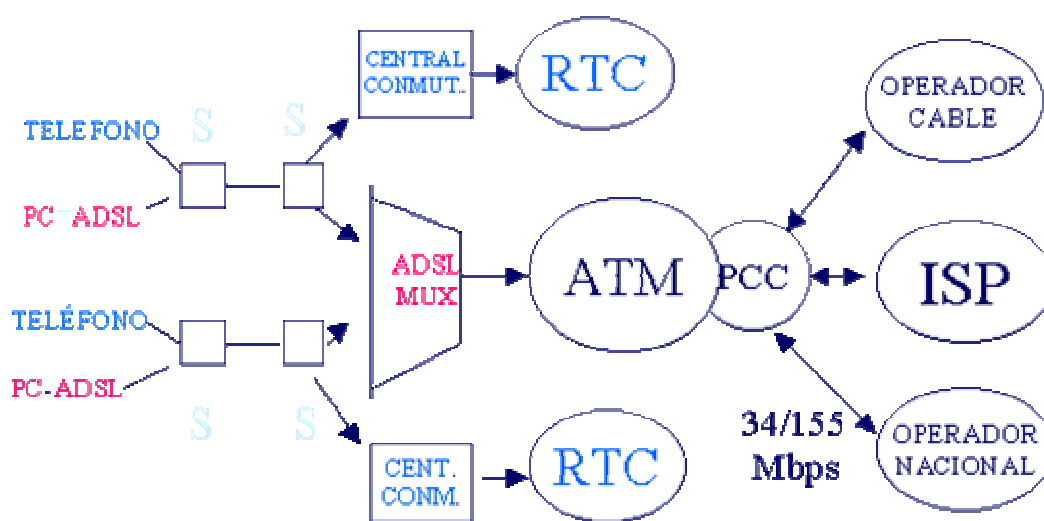 CENTRAL
CONMUT.
RTC
OPERADOR
CABLE
S
S
TELÉFONO
PC-ADSL
ADSL
MUX
ATM
PCC
ISP
TELÉFONO
PC-ADSL
S
S
34/155
Mbps
OPERADOR
NACIONAL
CENT.
CONM.
RTC